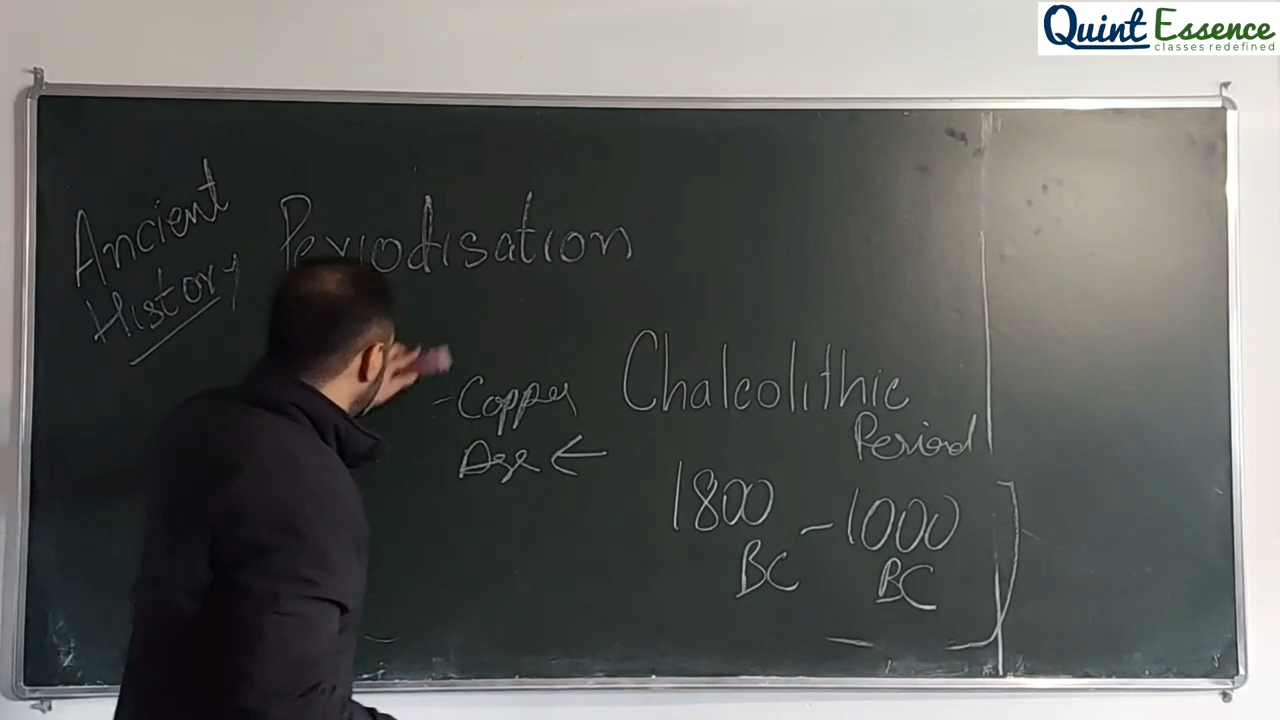 Quint Essence
classes redefined
Ancient
History
Periodisation
Chalcolithic
Period
- Copper
Age ←
1800
BC
- 1000
BC